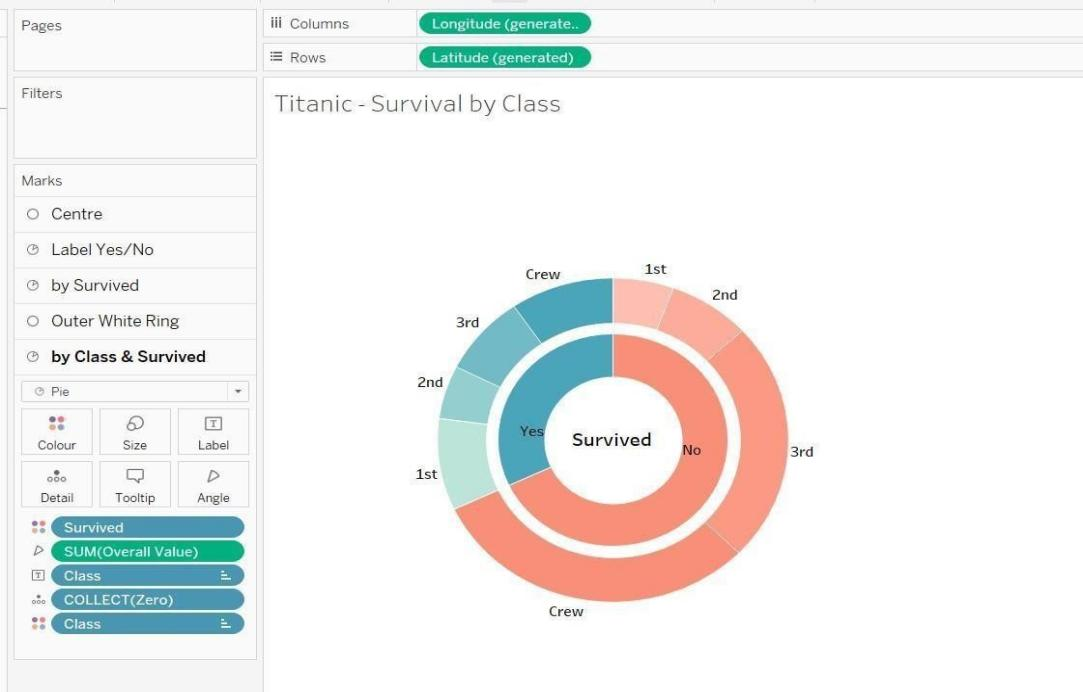 Pages
Columns
Longitude (generate..
Rows
Latitude (generated)
Filters
Titanic - Survival by Class
Marks
Centre
Label Yes/No
by Survived
Outer White Ring
by Class & Survived
Pie
Colour
Size
Label
Detail
Tooltip
Angle
Survived
SUM(Overall Value)
Class
COLLECT(Zero)
Class
Crew
1st
2nd
3rd
2nd
Yes
Survived
No
3rd
1st
Crew